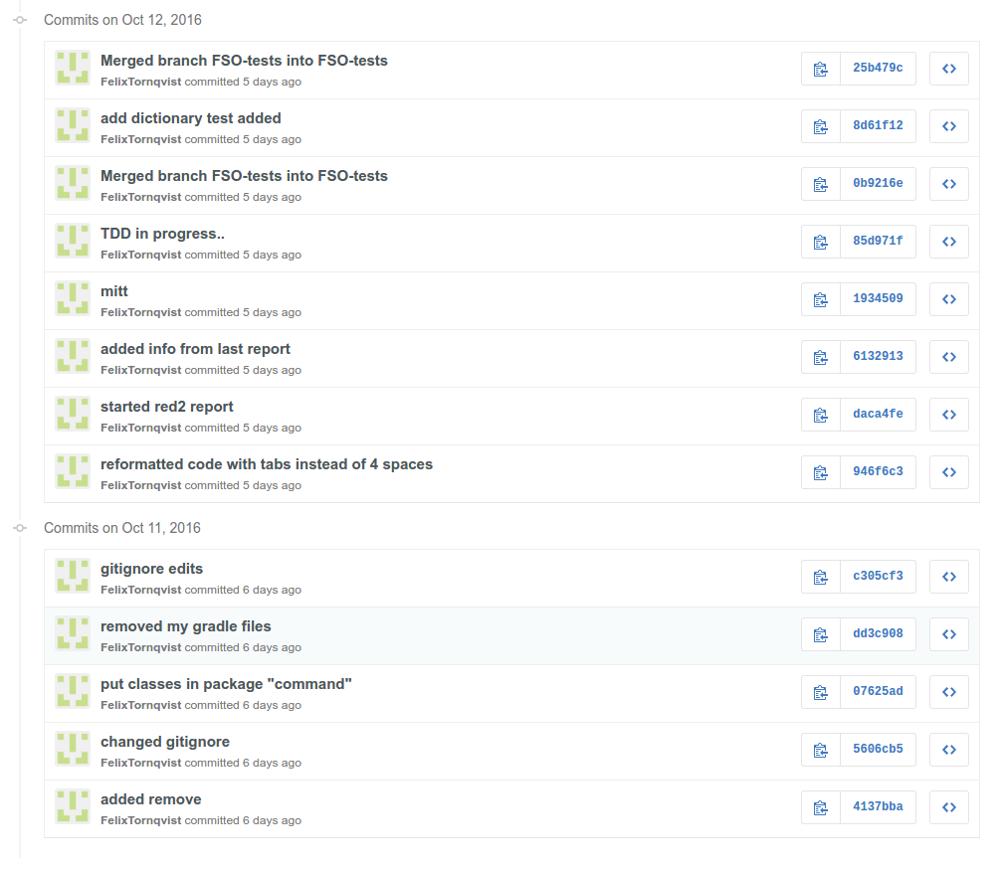 Commits on Oct 12, 2016
Merged branch FSO-tests into FSO-tests
FelixTornqvist committed 5 days ago
25b479c
add dictionary test added
FelixTornqvist committed 5 days ago
8d61f12
Merged branch FSO-tests into FSO-tests
FelixTornqvist committed 5 days ago
0b9216e
TDD in progress..
FelixTornqvist committed 5 days ago
85d971f
mitt
FelixTornqvist committed 5 days ago
1934509
added info from last report
FelixTornqvist committed 5 days ago
6132913
started red2 report
FelixTornqvist committed 5 days ago
daca4fe
reformatted code with tabs instead of 4 spaces
FelixTornqvist committed 5 days ago
946f6c3
Commits on Oct 11, 2016
gitignore edits
FelixTornqvist committed 6 days ago
c305cf3
removed my gradle files
FelixTornqvist committed 6 days ago
dd3c908
put classes in package "command"
FelixTornqvist committed 6 days ago
07625ad
changed gitignore
FelixTornqvist committed 6 days ago
5606cb5
added remove
FelixTornqvist committed 6 days ago
4137bba